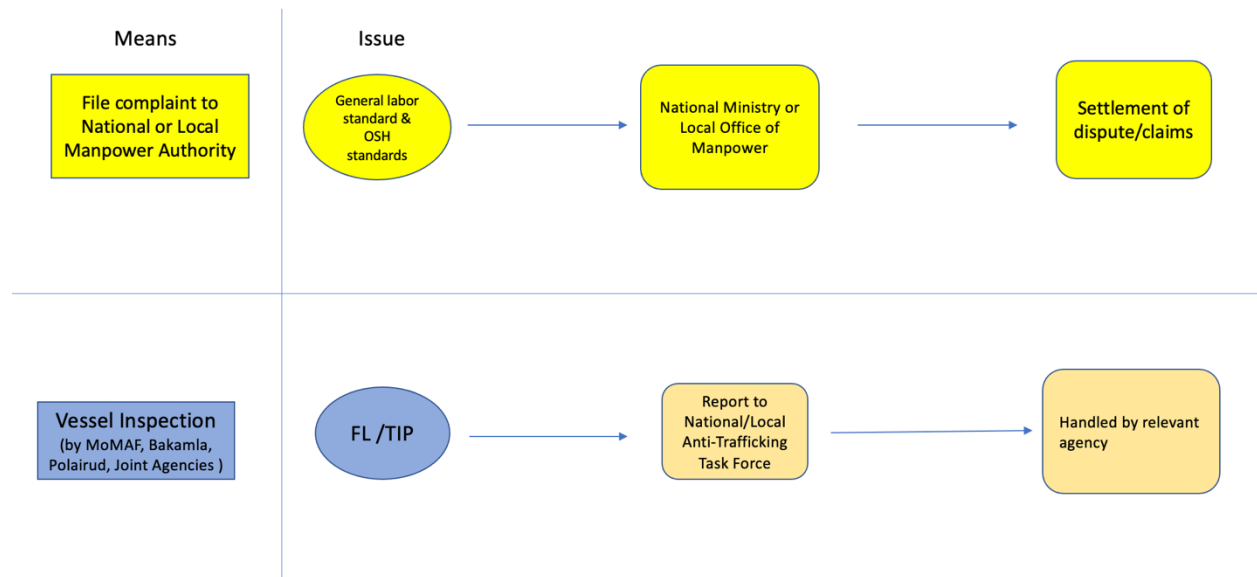 Means
Issue
File complaint to
National or Local
Manpower Authority
General labor
standard &
OSH
standards
National Ministry or
Local Office of
Manpower
Settlement of
dispute/claims
Vessel Inspection
(by MoMAF, Bakamla,
Polairud, Joint Agencies )
FL /TIP
Report to
National/Local
Anti-Trafficking
Task Force
Handled by relevant
agency